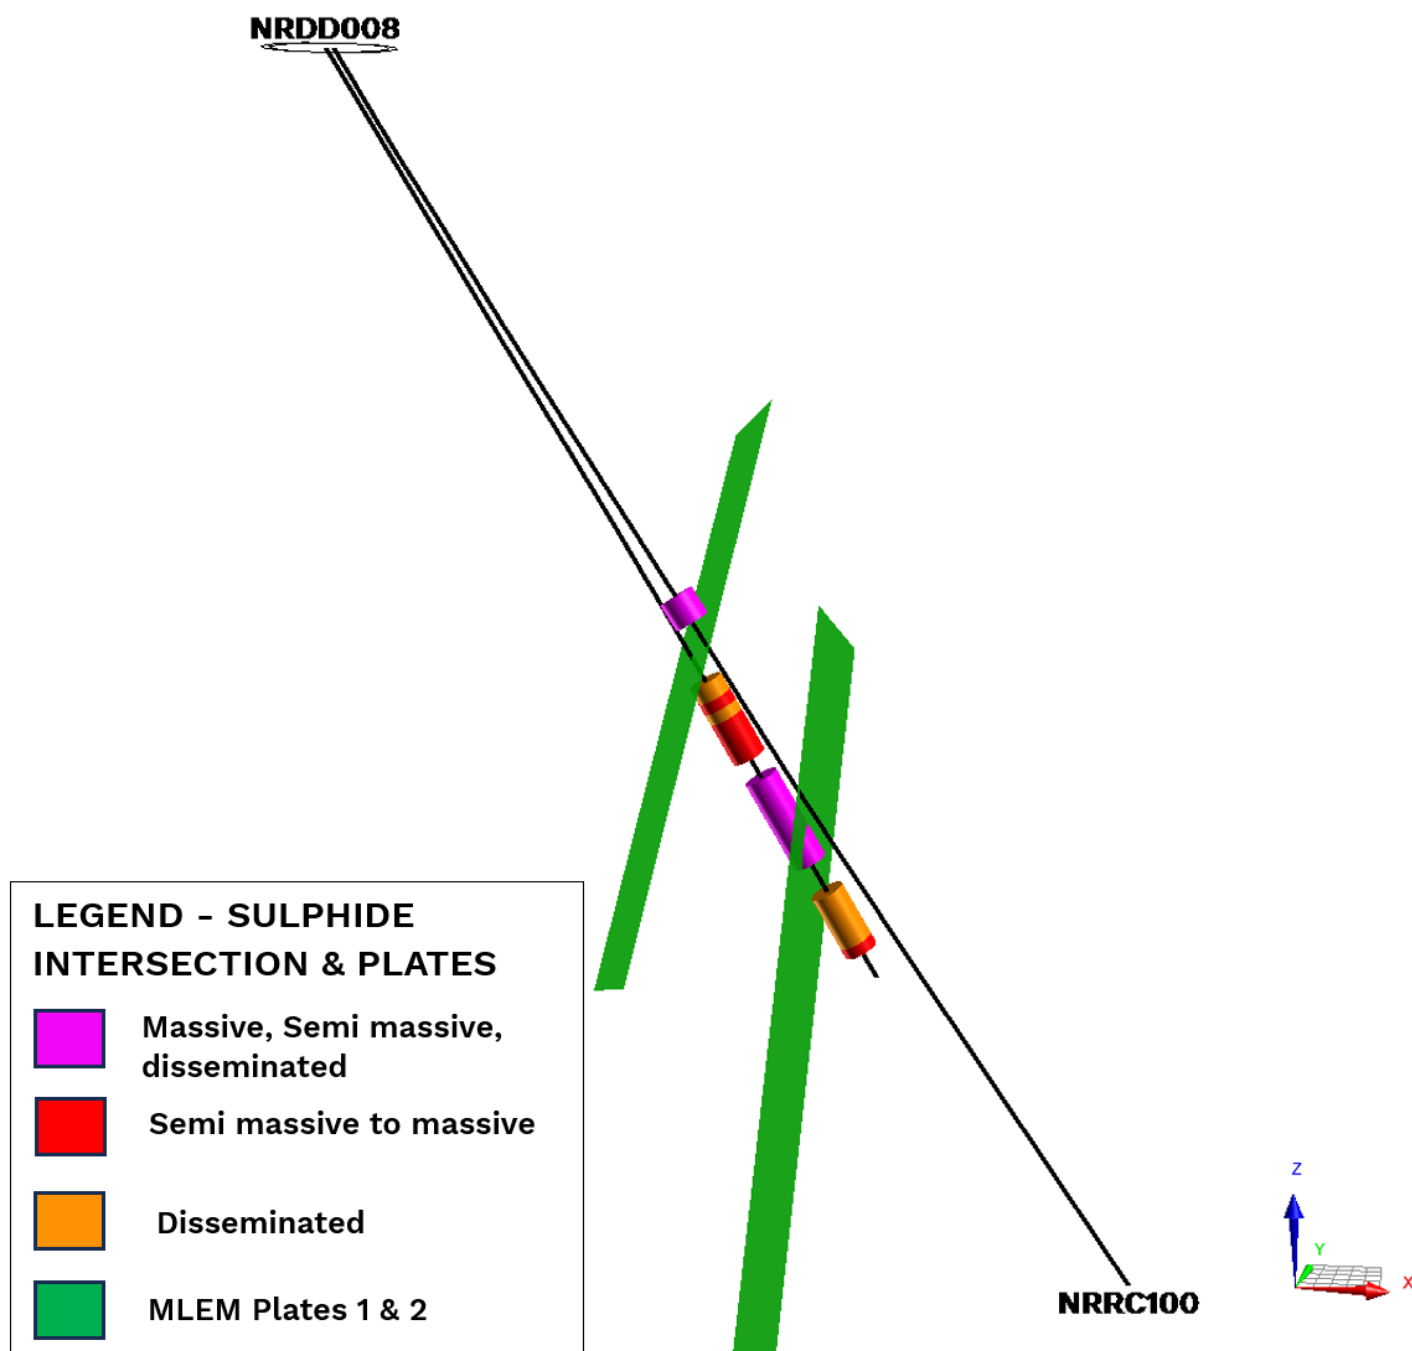 NRDD008
LEGEND - SULPHIDE
INTERSECTION & PLATES
Massive, Semi massive,
disseminated
Semi massive to massive
Disseminated
MLEM Plates 1 & 2
Z
Y
X
NRRC100